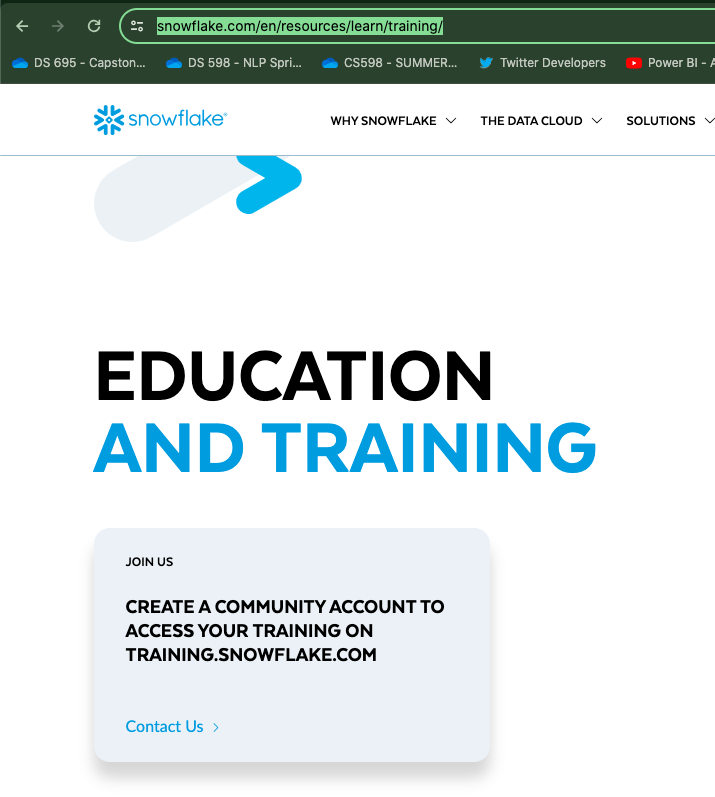 snowflake.com/en/resources/learn/training/
DS 695 - Capston... DS 598 - NLP Spri... CS598 - SUMMER... Twitter Developers Power BI - A
snowflake® WHY SNOWFLAKE THE DATA CLOUD SOLUTIONS
EDUCATION
AND TRAINING
JOIN US
CREATE A COMMUNITY ACCOUNT TO
ACCESS YOUR TRAINING ON
TRAINING.SNOWFLAKE.COM
Contact Us